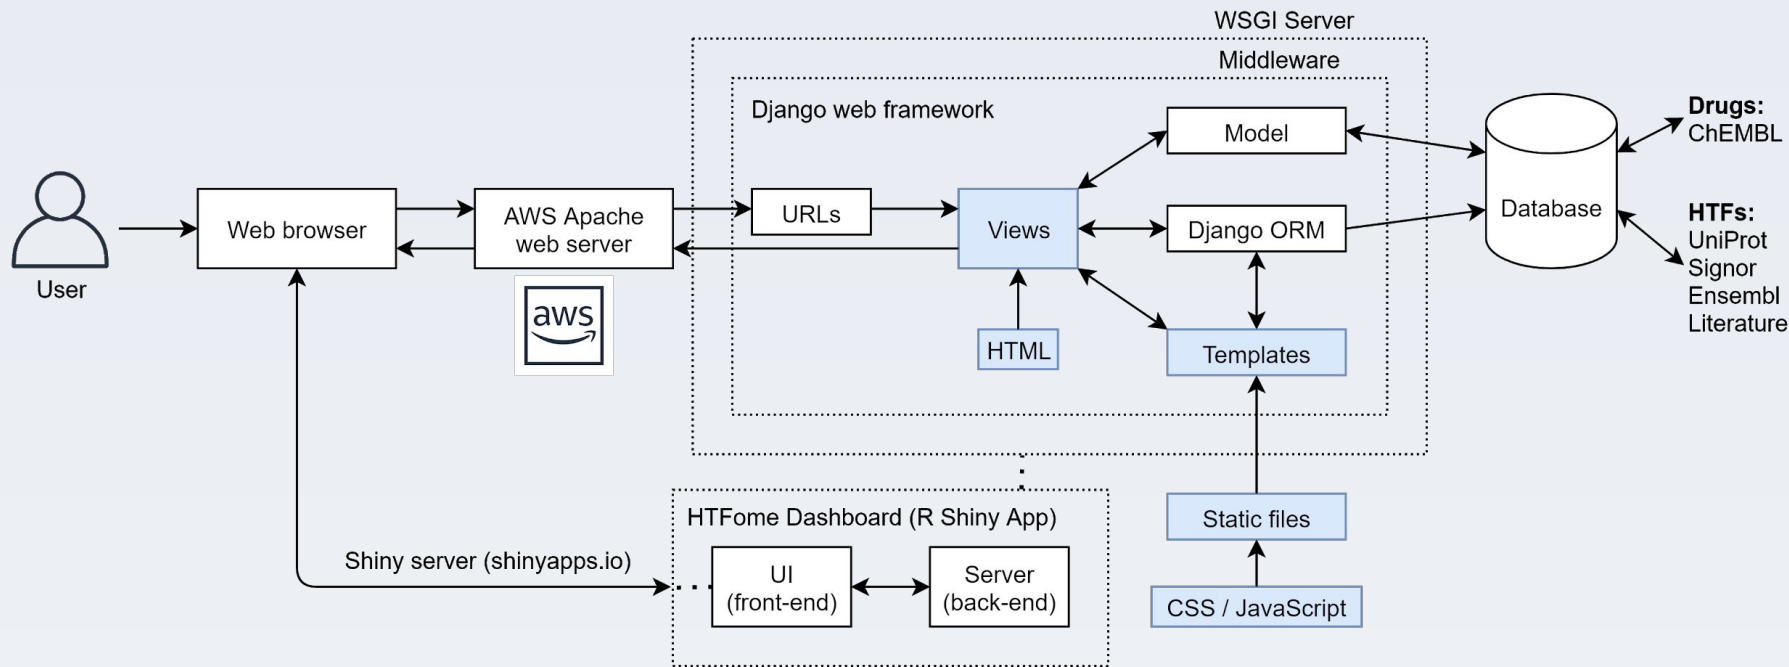 WSGI Server
Middleware
Django web framework
Model
Drugs:
ChEMBL
User
Web browser
AWS Apache
web server
aws
URLs
Views
Django ORM
Database
HTFs:
UniProt
Signor
Ensembl
Literature
HTML
Templates
HTFome Dashboard (R Shiny App)
Static files
Shiny server (shinyapps.io)
UI
(front-end)
Server
(back-end)
CSS / JavaScript